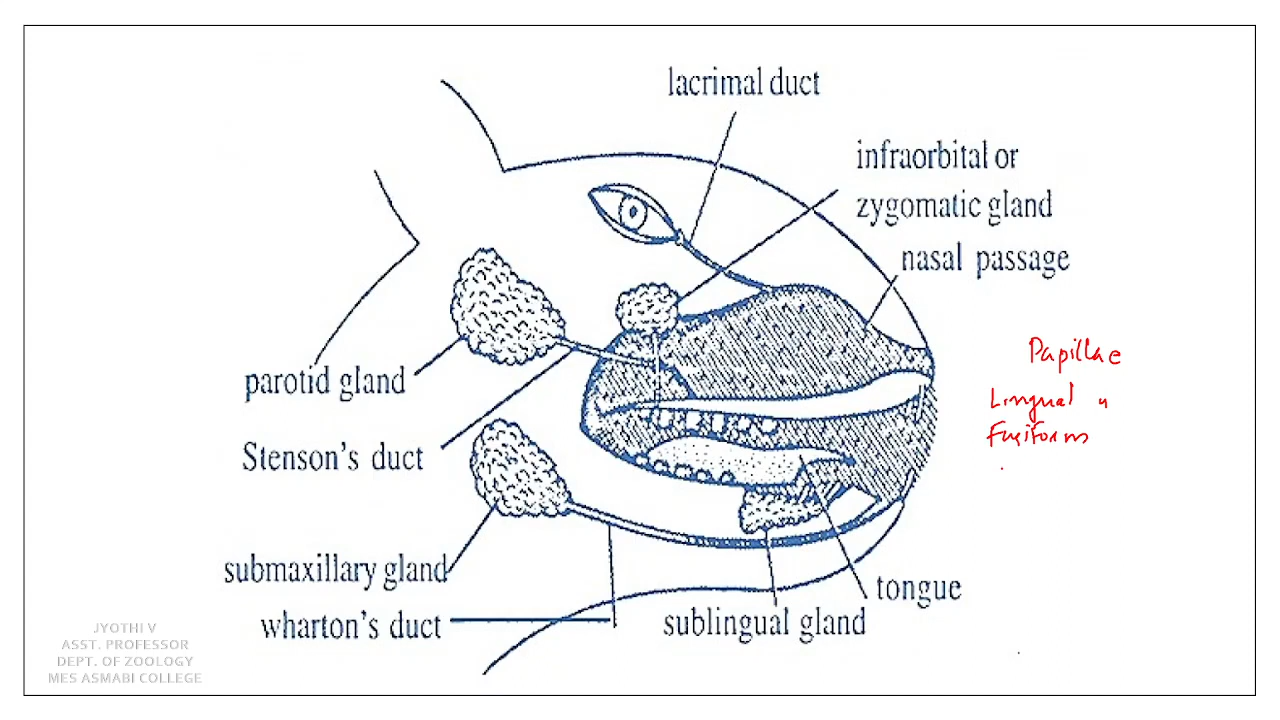 lacrimal duct
infraorbital or
zygomatic gland
nasal passage
Papillae
Lingual "
parotid gland
Stenson's duct
submaxillary gland
wharton's duct
tongue
sublingual gland
JYOTHI V
ASST. PROFESSOR
DEPT. OF ZOOLOGY
MES ASMABI COLLEGE